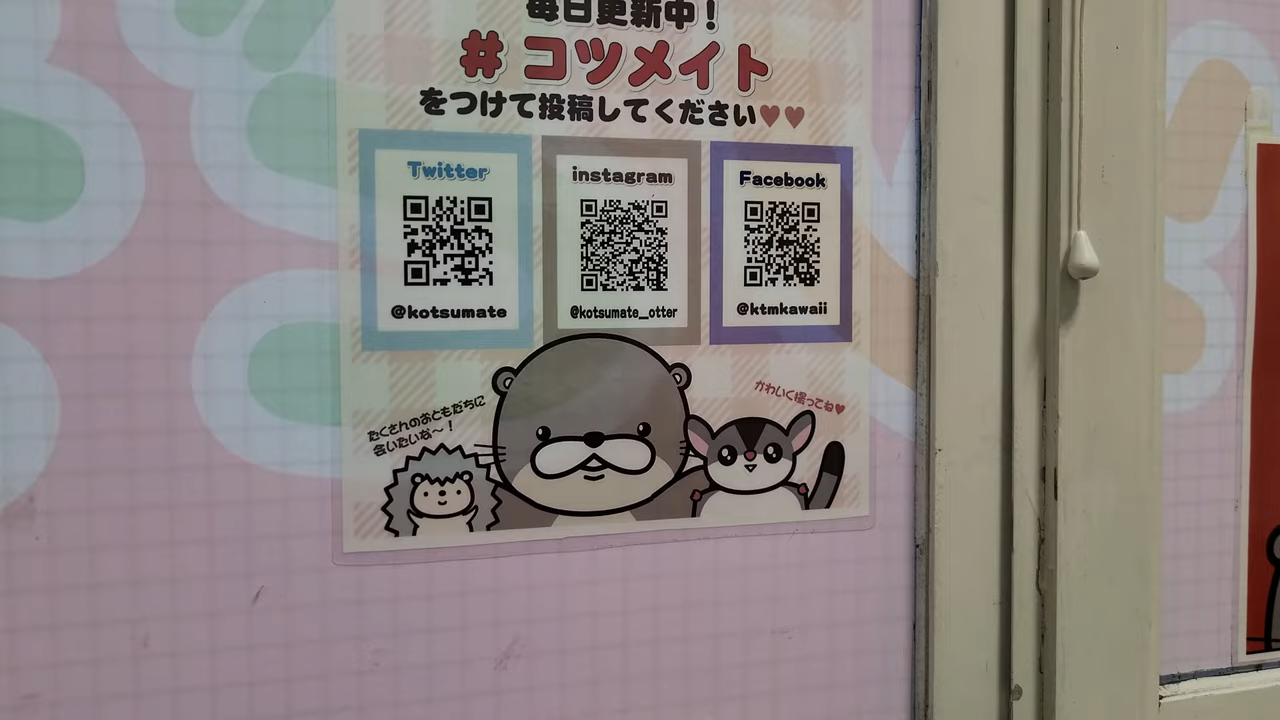 毎日更新中！
# コツメイト
をつけて投稿してください♥♥
Twitter
instagram
Facebook
@kotsumate
@kotsumate_otter
@ktmkawaii
たくさんのおともだちに
会いたいな〜！
かわいく撮ってね♥